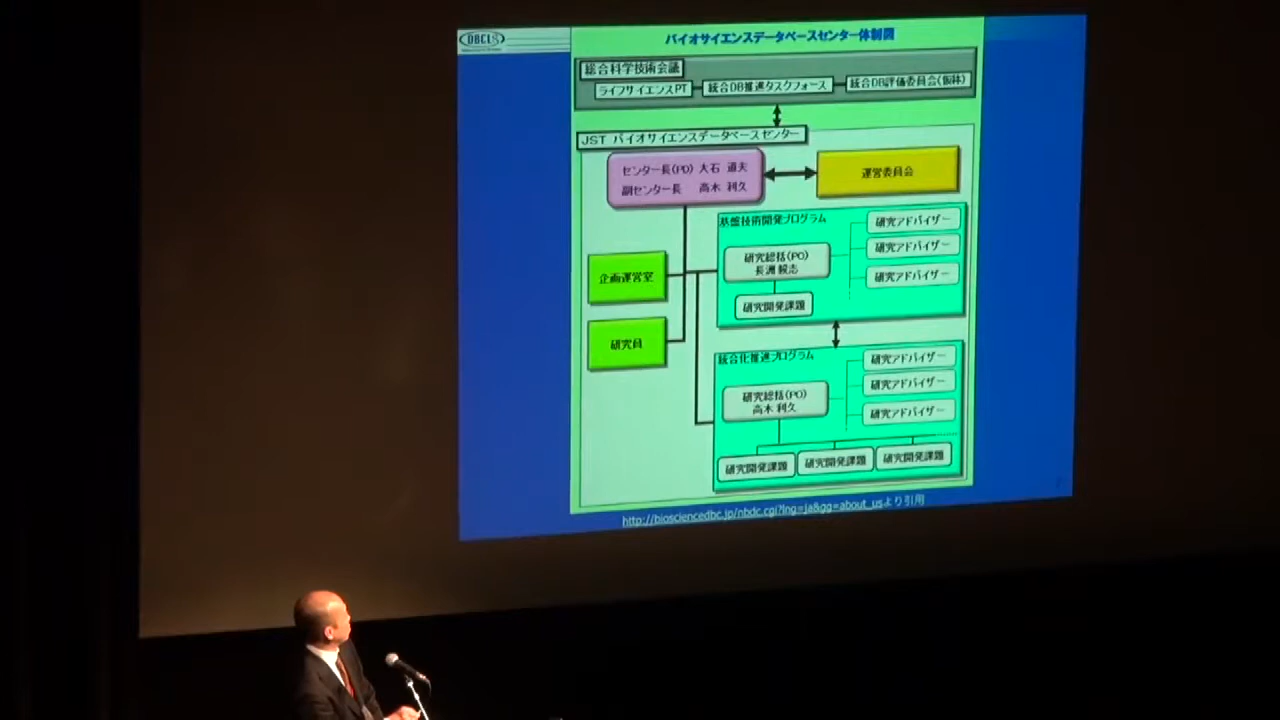 DBCLS
バイオサイエンスデータベースセンター体制図
総合科学技術会議
ライフサイエンスPT
統合DB推進タスクフォース
統合DB評価委員会(仮称)
JST バイオサイエンスデータベースセンター
センター長(PD) 大石 道夫
副センター長 高木 利久
運営委員会
企画運営室
研究員
基盤技術開発プログラム
研究総括(PO)
長洲 毅志
研究開発課題
研究アドバイザー
研究アドバイザー
研究アドバイザー
統合化推進プログラム
研究総括(PO)
高木 利久
研究アドバイザー
研究アドバイザー
研究アドバイザー
研究開発課題
研究開発課題
研究開発課題
http://biosciencedbc.jp/nbdc.cgi?lng=ja&gg=about_usより引用